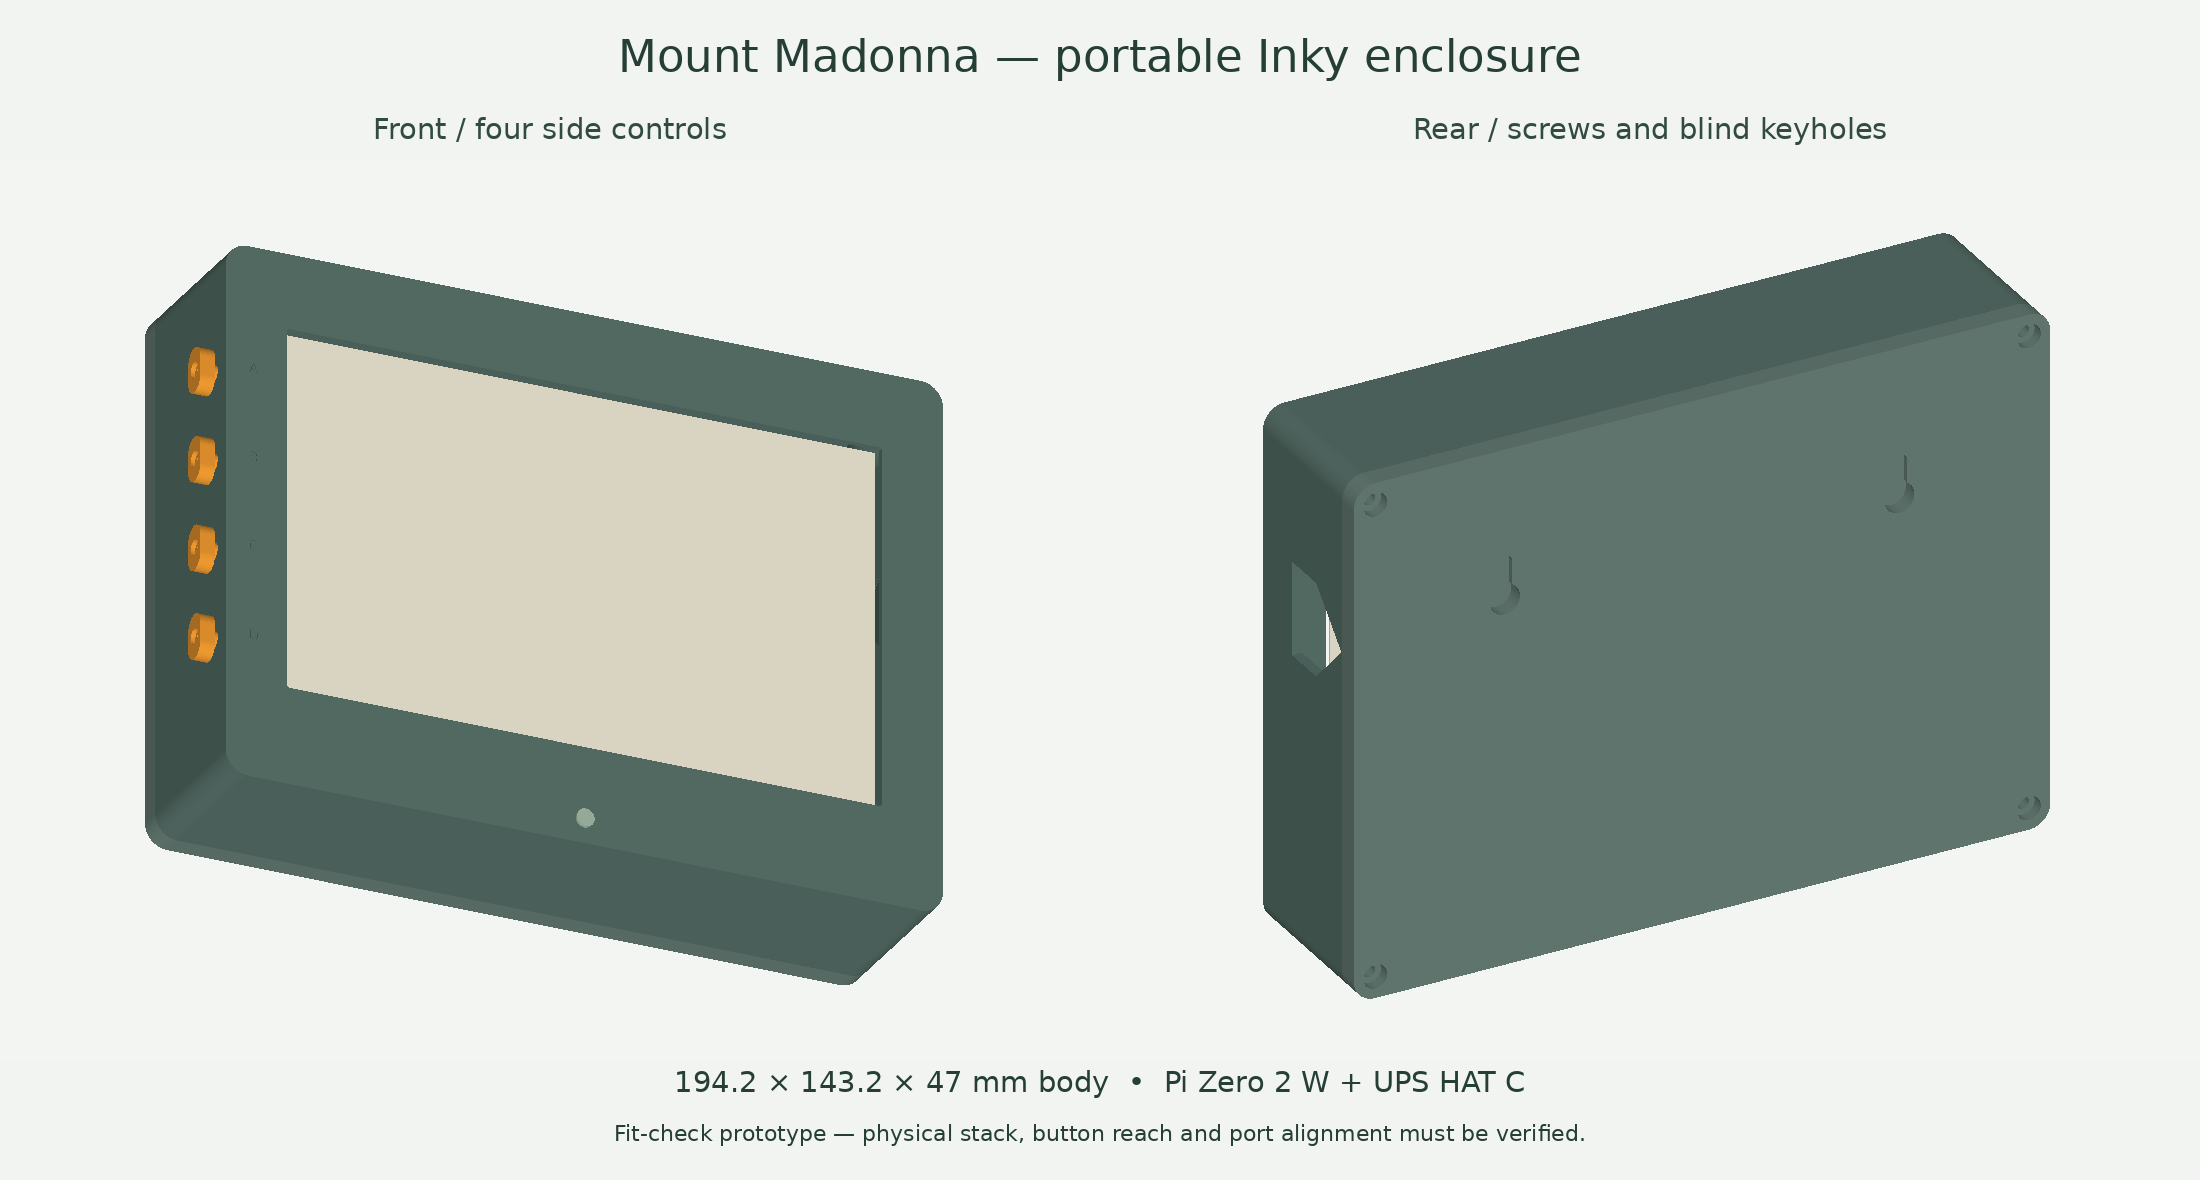 Mount Madonna — portable Inky enclosure
Front / four side controls
Rear / screws and blind keyholes
A
B
D
194.2 × 143.2 × 47 mm body • Pi Zero 2 W + UPS HAT C
Fit-check prototype — physical stack, button reach and port alignment must be verified.